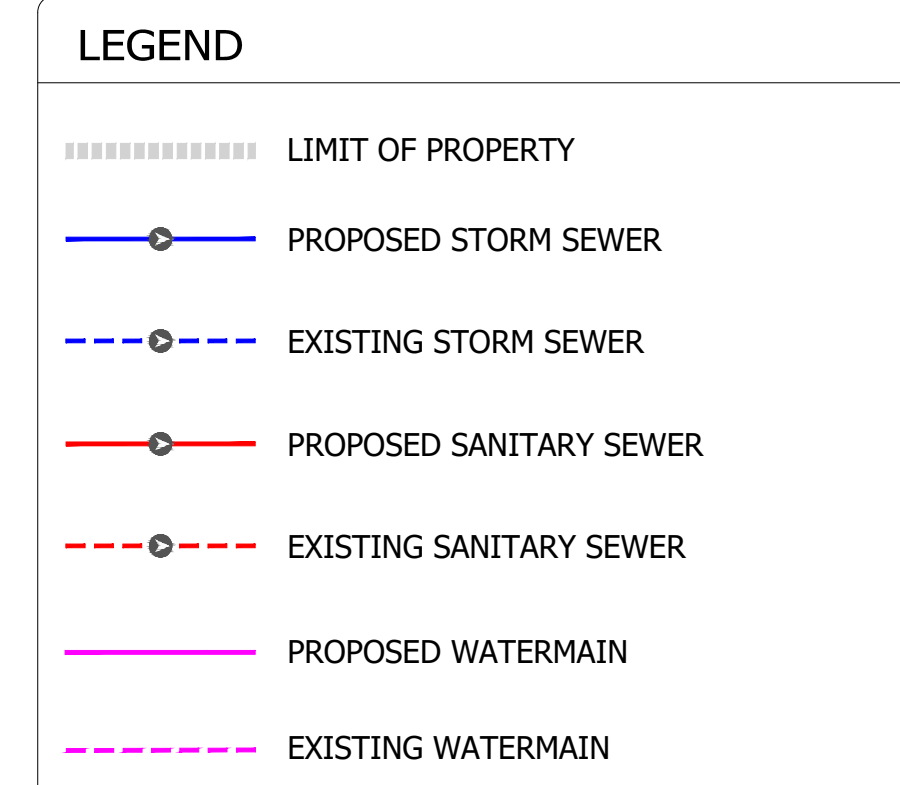 LEGEND
LIMIT OF PROPERTY
PROPOSED STORM SEWER
EXISTING STORM SEWER
PROPOSED SANITARY SEWER
EXISTING SANITARY SEWER
PROPOSED WATERMAIN
EXISTING WATERMAIN